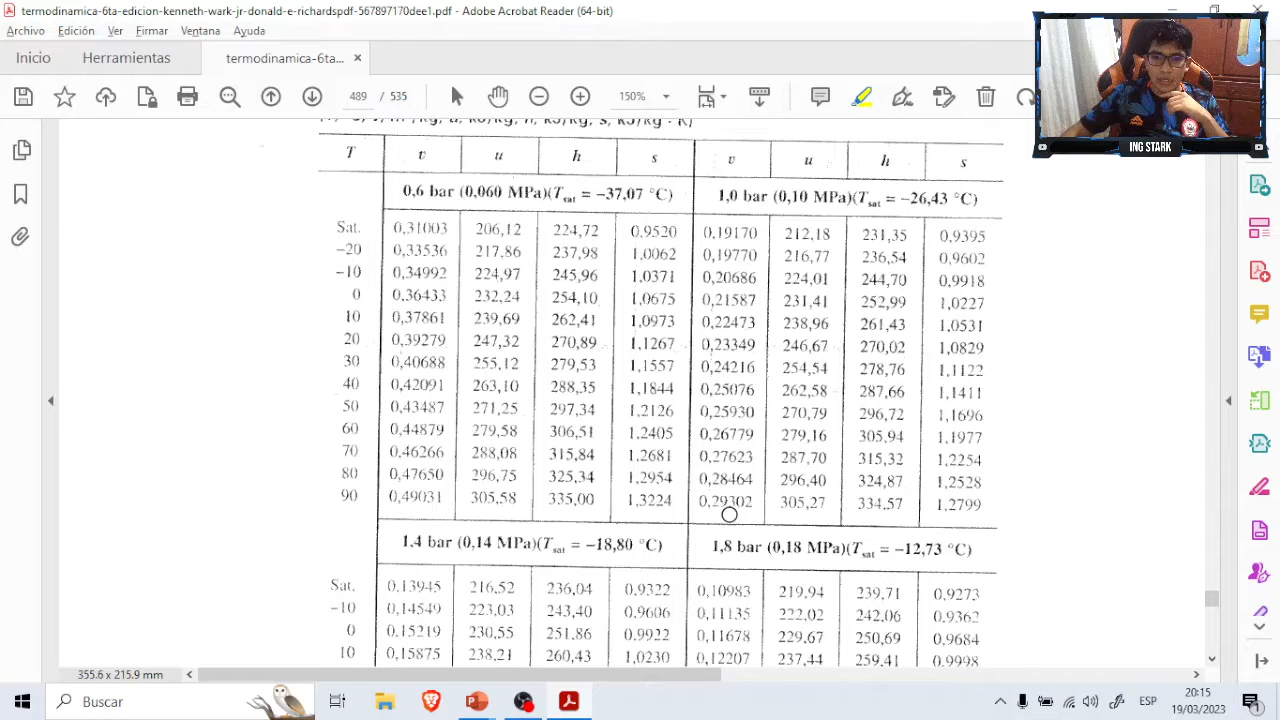 termodinamica-6ta-edicion-kenneth-wark-jr-donald-e-richardspdf-567897170dee1.pdf - Adobe Acrobat Reader (64-bit)
Archivo Edición Ver Firmar Ventana Ayuda
Inicio Herramientas termodinamica-6ta... ×
489 / 535 150%
ING STARK
T u h s v u h s
0,6 bar (0,060 MPa)(Tsat = −37,07 °C) 1,0 bar (0,10 MPa)(Tsat = −26,43 °C)
Sat. 0,31003 206,12 224,72 0,9520 0,19170 212,18 231,35 0,9395
−20 0,33536 217,86 237,98 1,0062 0,19770 216,77 236,54 0,9602
−10 0,34992 224,97 245,96 1,0371 0,20686 224,01 244,70 0,9918
0 0,36433 232,24 254,10 1,0675 0,21587 231,41 252,99 1,0227
10 0,37861 239,69 262,41 1,0973 0,22473 238,96 261,43 1,0531
20 0,39279 247,32 270,89 1,1267 0,23349 246,67 270,02 1,0829
30 0,40688 255,12 279,53 1,1557 0,24216 254,54 278,76 1,1122
40 0,42091 263,10 288,35 1,1844 0,25076 262,58 287,66 1,1411
50 0,43487 271,25 297,34 1,2126 0,25930 270,79 296,72 1,1696
60 0,44879 279,58 306,51 1,2405 0,26779 279,16 305,94 1,1977
70 0,46266 288,08 315,84 1,2681 0,27623 287,70 315,32 1,2254
80 0,47650 296,75 325,34 1,2954 0,28464 296,40 324,87 1,2528
90 0,49031 305,58 335,00 1,3224 0,29302 305,27 334,57 1,2799
1,4 bar (0,14 MPa)(Tsat = −18,80 °C) 1,8 bar (0,18 MPa)(Tsat = −12,73 °C)
Sat. 0,13945 216,52 236,04 0,9322 0,10983 219,94 239,71 0,9273
−10 0,14549 223,03 243,40 0,9606 0,11135 222,02 242,06 0,9362
0 0,15219 230,55 251,86 0,9922 0,11678 229,67 250,69 0,9684
10 0,15875 238,21 260,43 1,0230 0,12207 237,44 259,41 0,9998
355.6 x 215.9 mm
Buscar
ESP
20:15
19/03/2023